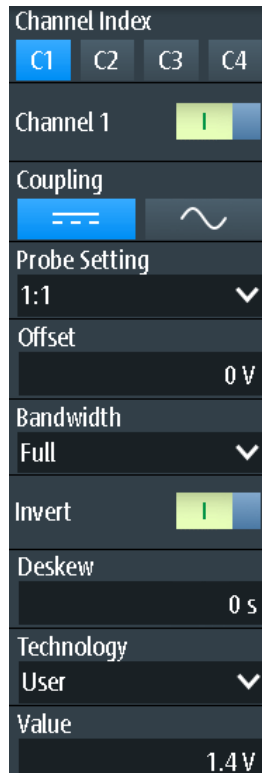 Channel Index
C1 C2 C3 C4
Channel 1 I
Coupling
Probe Setting
1:1
Offset
0 V
Bandwidth
Full
Invert I
Deskew
0 s
Technology
User
Value
1.4 V